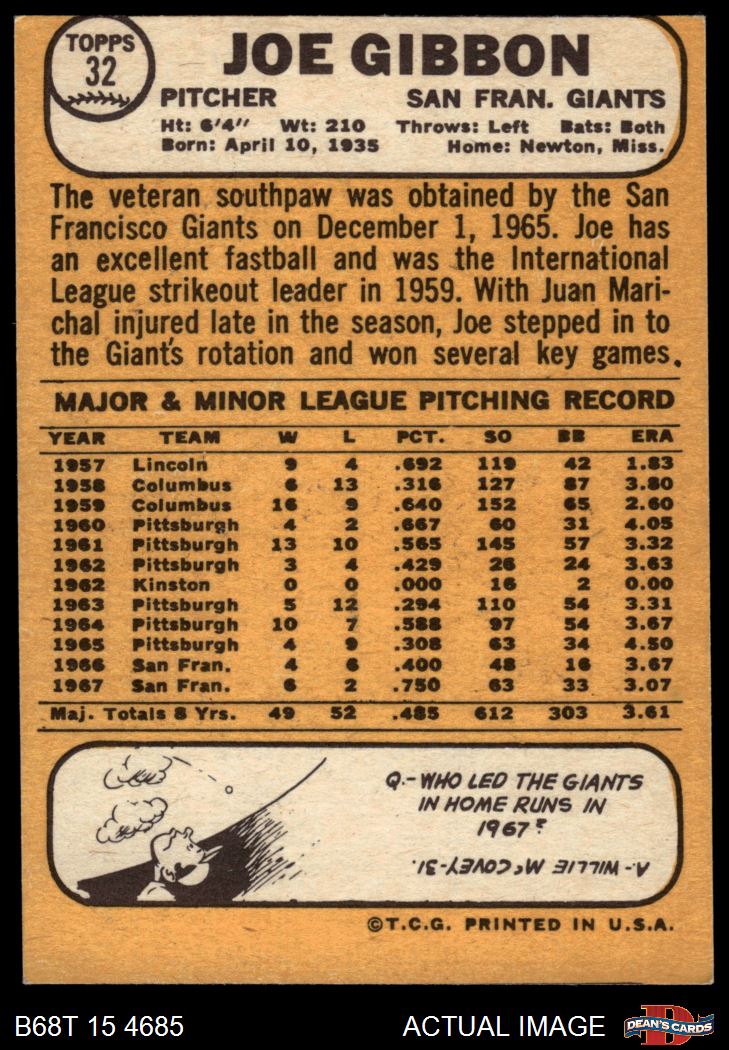 TOPPS
32
JOE GIBBON
PITCHER SAN FRAN. GIANTS
Ht: 6'4" Wt: 210 Throws: Left Bats: Both
Born: April 10, 1935 Home: Newton, Miss.
The veteran southpaw was obtained by the San
Francisco Giants on December 1, 1965. Joe has
an excellent fastball and was the International
League strikeout leader in 1959. With Juan Mari-
chal injured late in the season, Joe stepped in to
the Giant's rotation and won several key games.
MAJOR & MINOR LEAGUE PITCHING RECORD
YEAR TEAM W L PCT. SO BB ERA
1957 Lincoln 9 4 .692 119 42 1.83
1958 Columbus 6 13 .316 127 87 3.80
1959 Columbus 16 9 .640 152 65 2.60
1960 Pittsburgh 4 2 .667 60 31 4.05
1961 Pittsburgh 13 10 .565 145 57 3.32
1962 Pittsburgh 3 4 .429 26 24 3.63
1962 Kinston 0 0 .000 16 2 0.00
1963 Pittsburgh 5 12 .294 110 54 3.31
1964 Pittsburgh 10 7 .588 97 54 3.67
1965 Pittsburgh 4 9 .308 63 34 4.50
1966 San Fran. 4 6 .400 48 16 3.67
1967 San Fran. 6 2 .750 63 33 3.07
Maj. Totals 8 Yrs. 49 52 .485 612 303 3.61
Q.- WHO LED THE GIANTS
IN HOME RUNS IN
1967?
A.- WILLIE McCOVEY-31.
©T.C.G. PRINTED IN U.S.A.
B68T 15 4685 ACTUAL IMAGE
D
DEAN'S CARDS